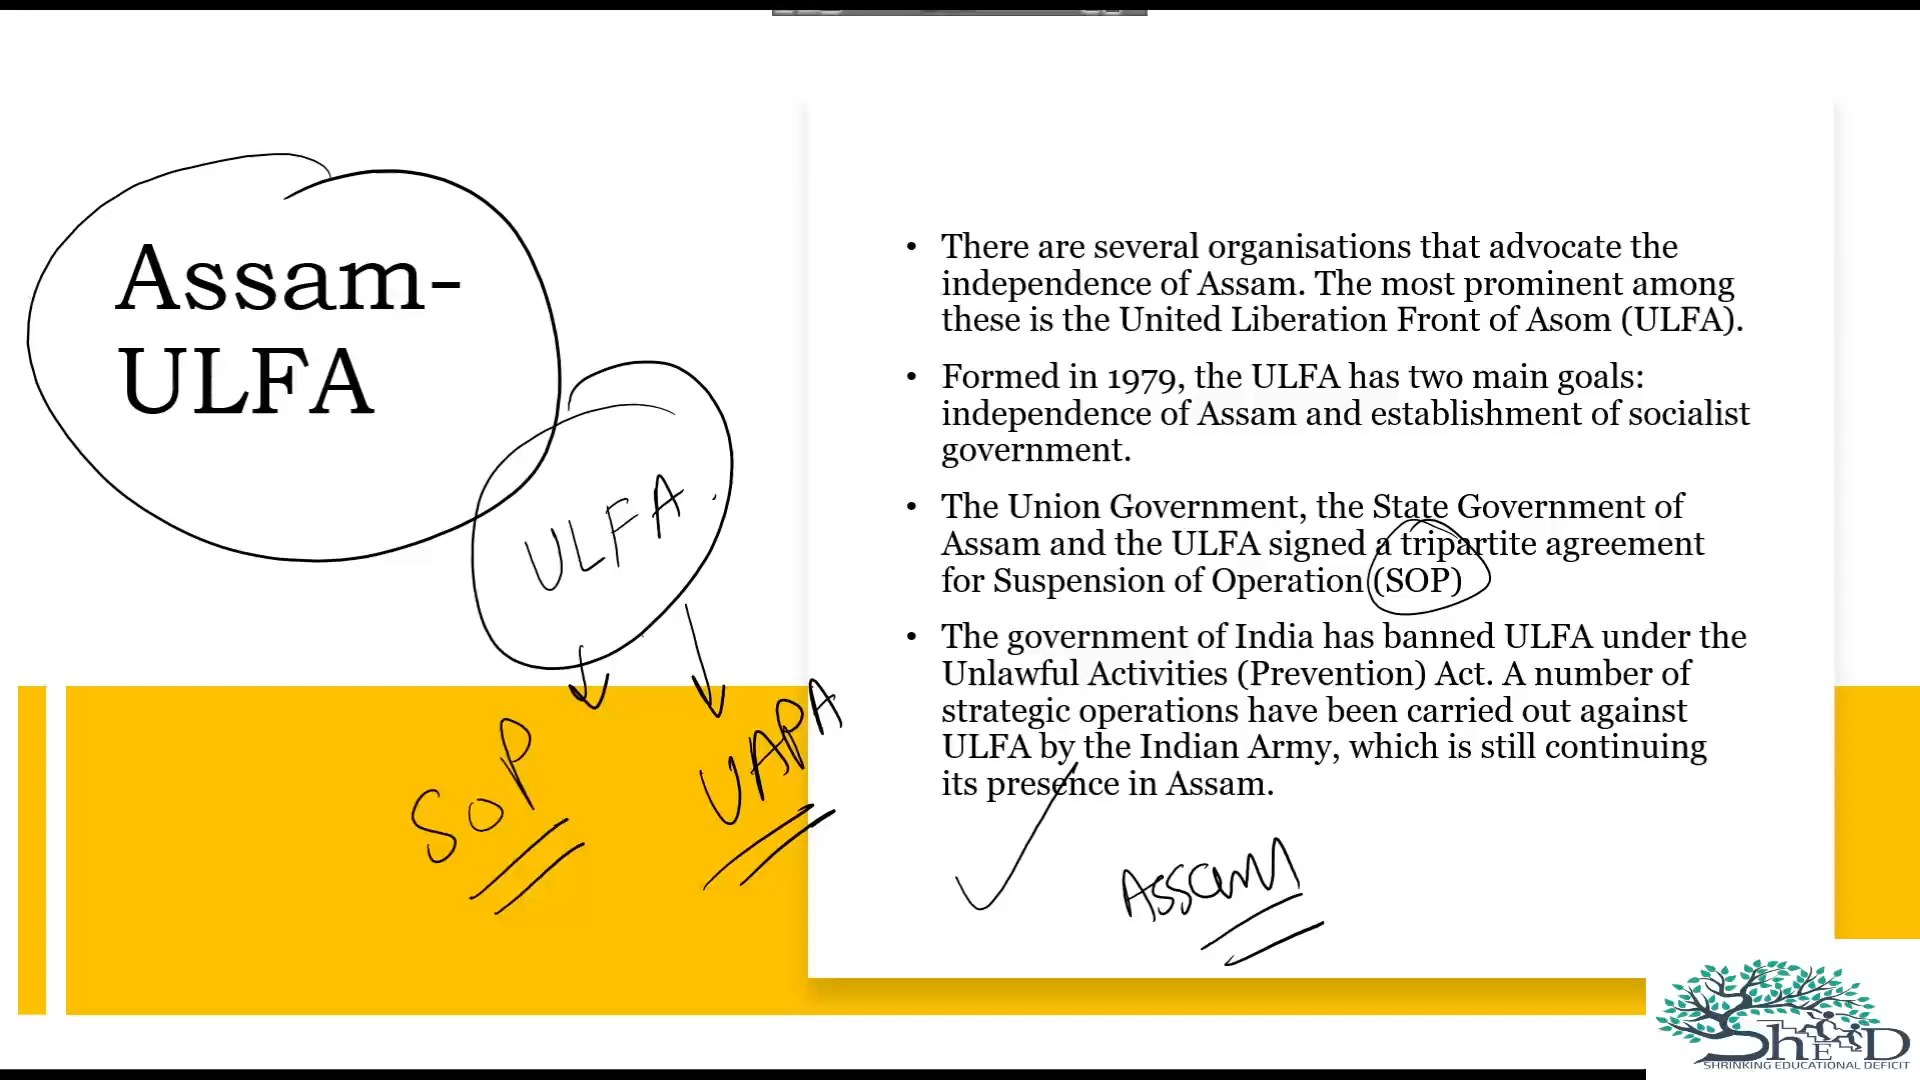 Assam-
ULFA
ULFA
SOP
UAPA
• There are several organisations that advocate the
independence of Assam. The most prominent among
these is the United Liberation Front of Asom (ULFA).
• Formed in 1979, the ULFA has two main goals:
independence of Assam and establishment of socialist
government.
• The Union Government, the State Government of
Assam and the ULFA signed a tripartite agreement
for Suspension of Operation (SOP)
• The government of India has banned ULFA under the
Unlawful Activities (Prevention) Act. A number of
strategic operations have been carried out against
ULFA by the Indian Army, which is still continuing
its presence in Assam.
Assam
ShED
SHRINKING EDUCATIONAL DEFICIT